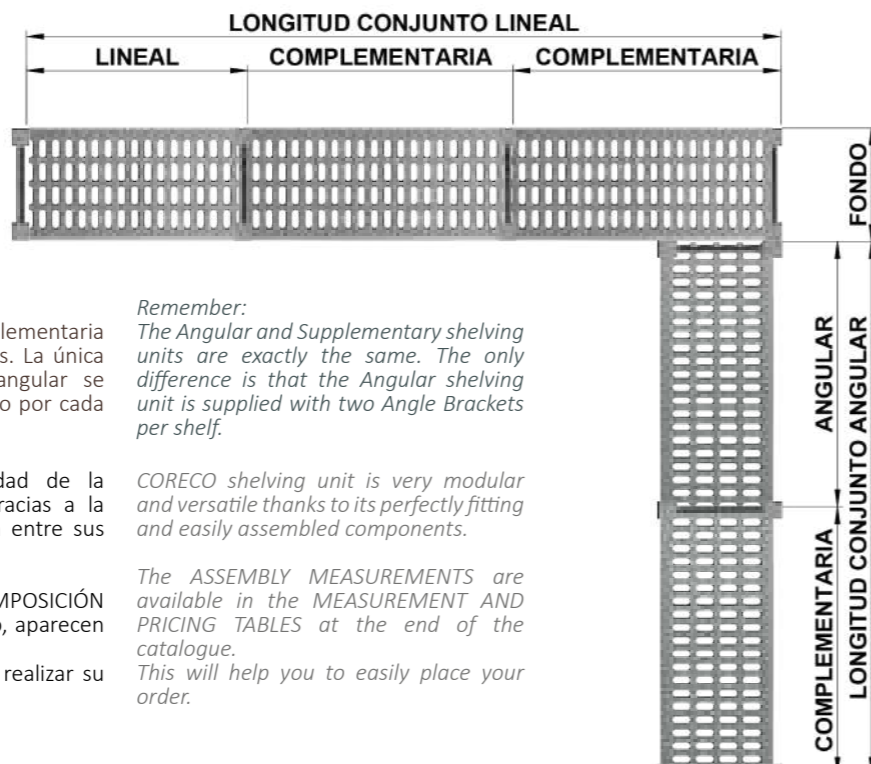 LONGITUD CONJUNTO LINEAL
LINEAL
COMPLEMENTARIA
COMPLEMENTARIA
FONDO
ANGULAR
COMPLEMENTARIA
LONGITUD CONJUNTO ANGULAR
plementaria
s. La única
angular se
o por cada
dad de la
racias a la
entre sus
MPOSICIÓN
o, aparecen
realizar su
Remember:
The Angular and Supplementary shelving
units are exactly the same. The only
difference is that the Angular shelving
unit is supplied with two Angle Brackets
per shelf.
CORECO shelving unit is very modular
and versatile thanks to its perfectly fitting
and easily assembled components.
The ASSEMBLY MEASUREMENTS are
available in the MEASUREMENT AND
PRICING TABLES at the end of the
catalogue.
This will help you to easily place your
order.